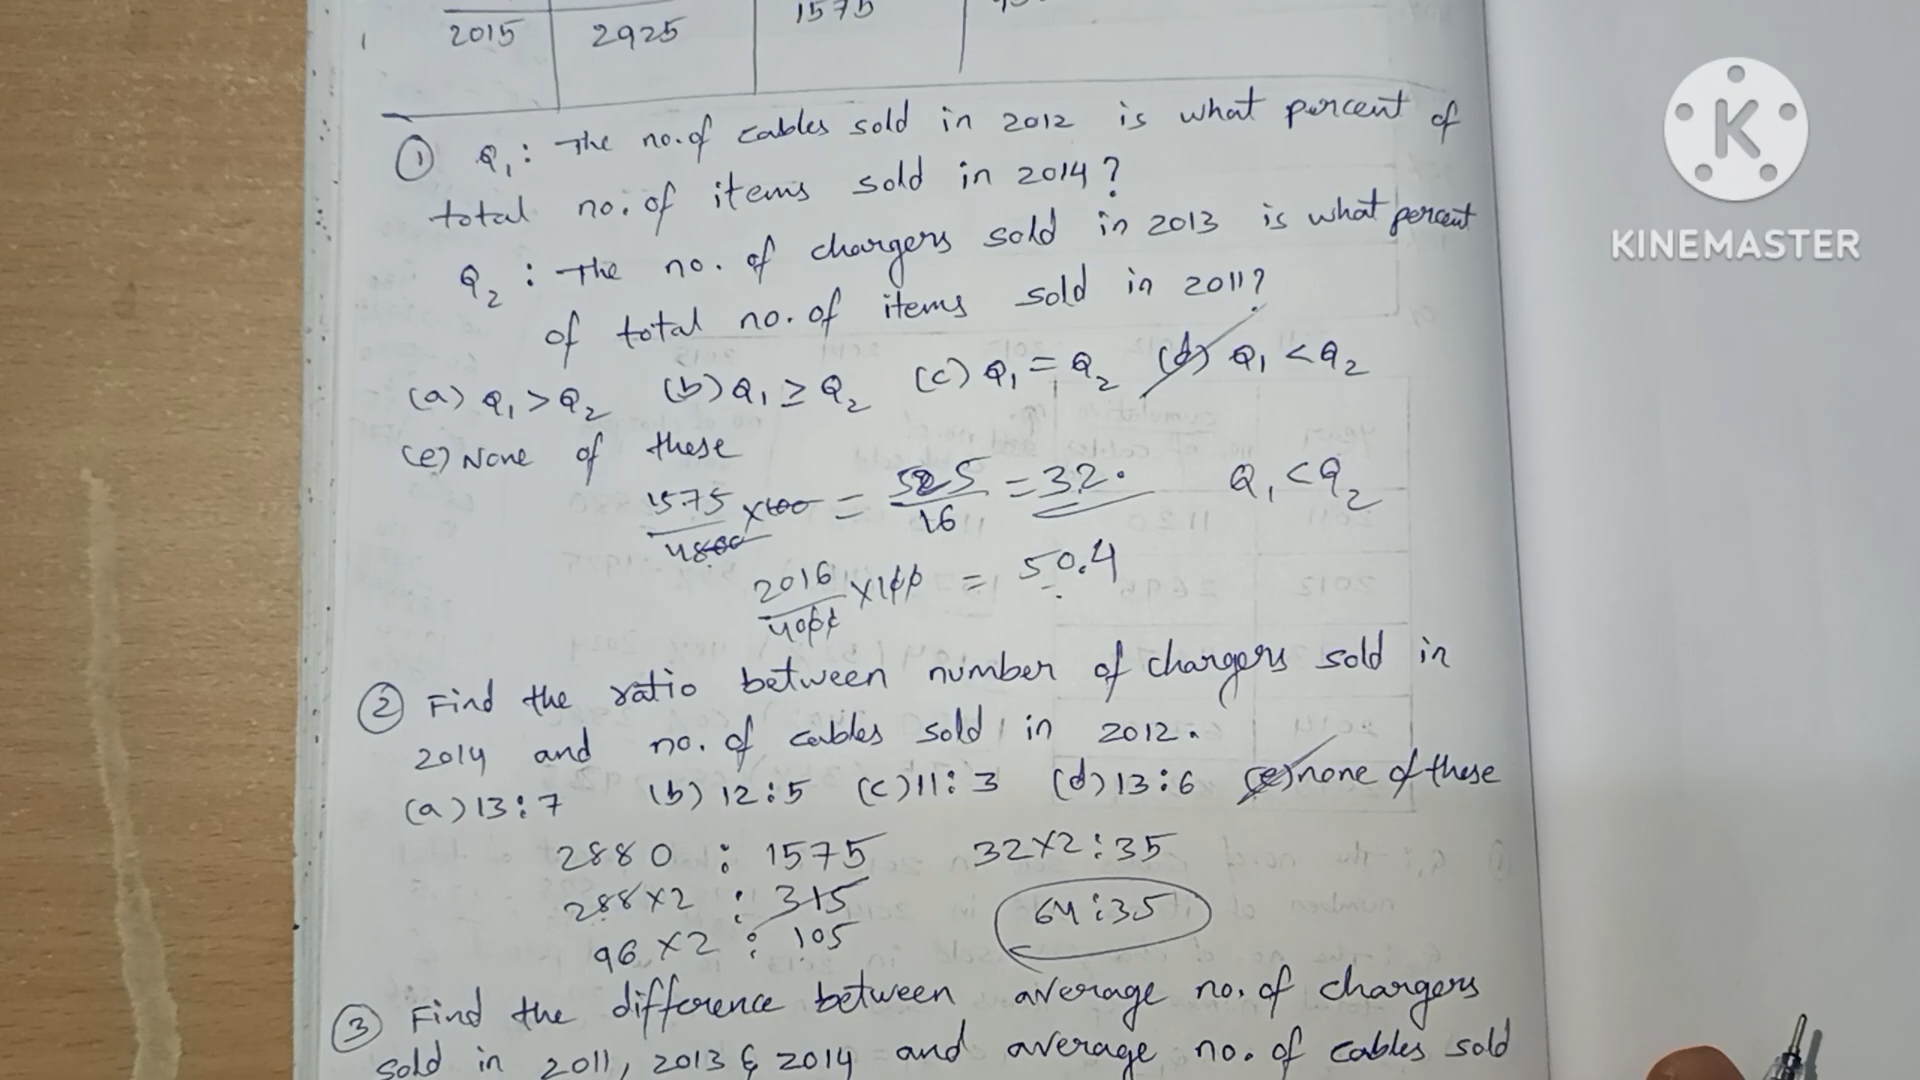 2015 2925 1575
① Q₁: The no.of cables sold in 2012 is what percent of
total no.of items sold in 2014?
Q₂: The no. of chargers sold in 2013 is what percent
of total no.of items sold in 2011?
(a) Q₁ > Q₂ (b) Q₁ ≥ Q₂ (c) Q₁ = Q₂ (d) Q₁ < Q₂
(e) None of these
1575/4800 ×100 = 525/16 = 32. Q₁ < Q₂
2016/4000 ×100 = 50.4
② Find the ratio between number of chargers sold in
2014 and no. of cables sold in 2012.
(a) 13:7 (b) 12:5 (c) 11:3 (d) 13:6 (e) none of these
2880 : 1575 32×2:35
288×2 : 315 64:35
96×2 : 105
③ Find the difference between average no. of chargers
sold in 2011, 2013 & 2014 and average no. of cables sold
K
KINEMASTER